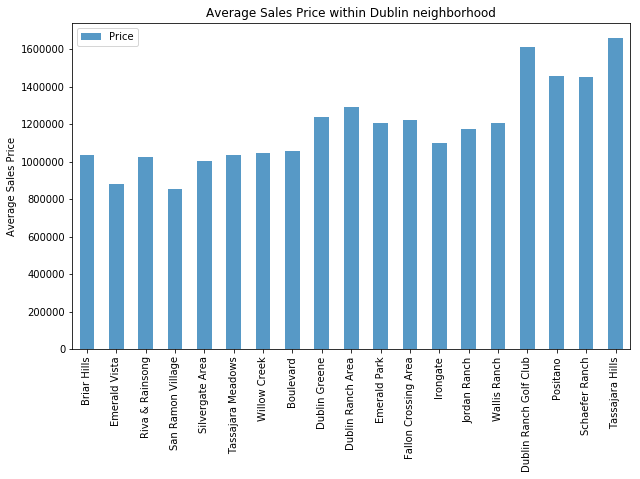 Average Sales Price within Dublin neighborhood
Price
Average Sales Price
1600000
1400000
1200000
1000000
800000
600000
400000
200000
0
Briar Hills
Emerald Vista
Riva & Rainsong
San Ramon Village
Silvergate Area
Tassajara Meadows
Willow Creek
Boulevard
Dublin Greene
Dublin Ranch Area
Emerald Park
Fallon Crossing Area
Irongate
Jordan Ranch
Wallis Ranch
Dublin Ranch Golf Club
Positano
Schaefer Ranch
Tassajara Hills